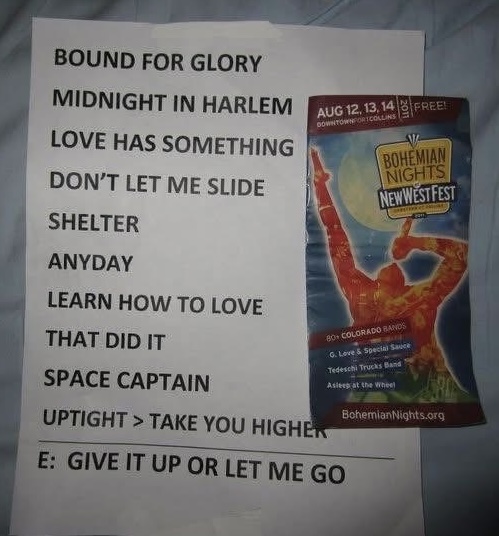 BOUND FOR GLORY
MIDNIGHT IN HARLEM
LOVE HAS SOMETHING
DON'T LET ME SLIDE
SHELTER
ANYDAY
LEARN HOW TO LOVE
THAT DID IT
SPACE CAPTAIN
UPTIGHT > TAKE YOU HIGHER
E: GIVE IT UP OR LET ME GO
AUG 12, 13, 14 2011 FREE!
DOWNTOWN FORT COLLINS
BOHEMIAN
NIGHTS
NEWWESTFEST
2011
80+ COLORADO BANDS
G. Love & Special Sauce
Tedeschi Trucks Band
Asleep at the Wheel
BohemianNights.org